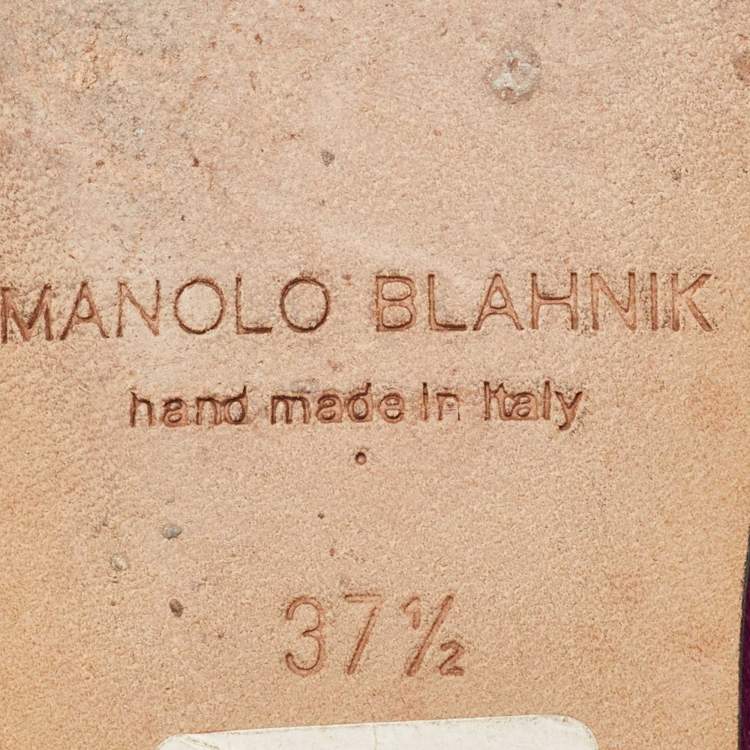 MANOLO BLAHNIK
hand made in Italy
37½